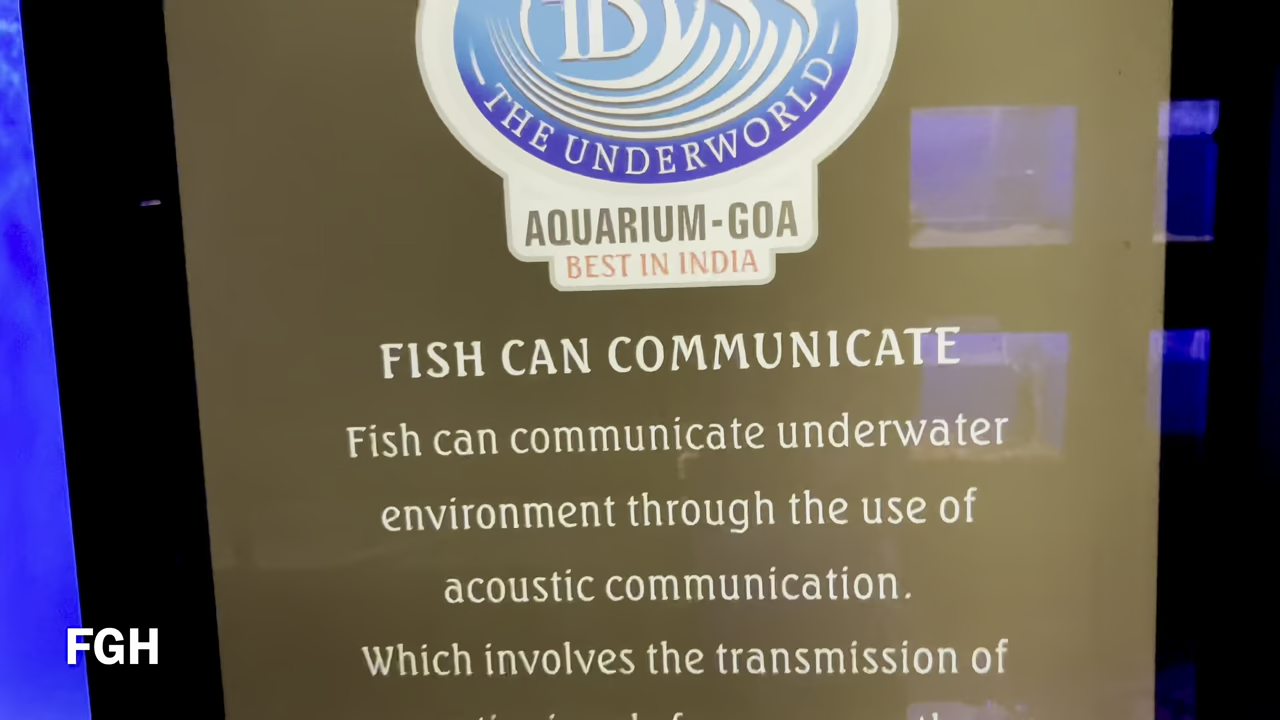 THE UNDERWORLD
AQUARIUM-GOA
BEST IN INDIA
FISH CAN COMMUNICATE
Fish can communicate underwater
environment through the use of
acoustic communication.
Which involves the transmission of
FGH